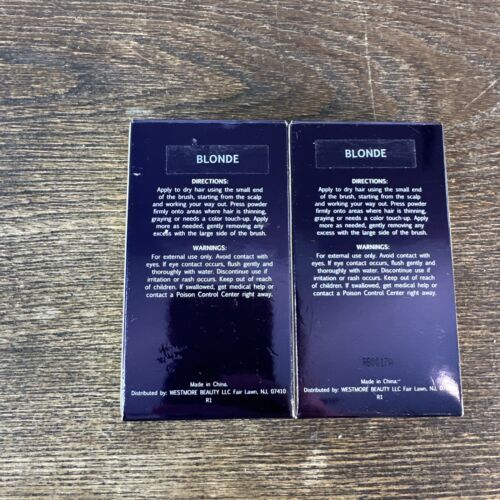 BLONDE
DIRECTIONS:
Apply to dry hair using the small end
of the brush, starting from the scalp
and working your way out. Press powder
firmly onto areas where hair is thinning,
graying or needs a color touch-up. Apply
more as needed, gently removing any
excess with the large side of the brush.
WARNINGS:
For external use only. Avoid contact with
eyes. If eye contact occurs, flush gently and
thoroughly with water. Discontinue use if
irritation or rash occurs. Keep out of reach
of children. If swallowed, get medical help or
contact a Poison Control Center right away.
Made in China.
Distributed by: WESTMORE BEAUTY LLC Fair Lawn, NJ, 07410
R1
BLONDE
DIRECTIONS:
Apply to dry hair using the small end
of the brush, starting from the scalp
and working your way out. Press powder
firmly onto areas where hair is thinning,
graying or needs a color touch-up. Apply
more as needed, gently removing any
excess with the large side of the brush.
WARNINGS:
For external use only. Avoid contact with
eyes. If eye contact occurs, flush gently and
thoroughly with water. Discontinue use if
irritation or rash occurs. Keep out of reach
of children. If swallowed, get medical help or
contact a Poison Control Center right away.
Made in China.
Distributed by: WESTMORE BEAUTY LLC Fair Lawn, NJ, 07410
R1